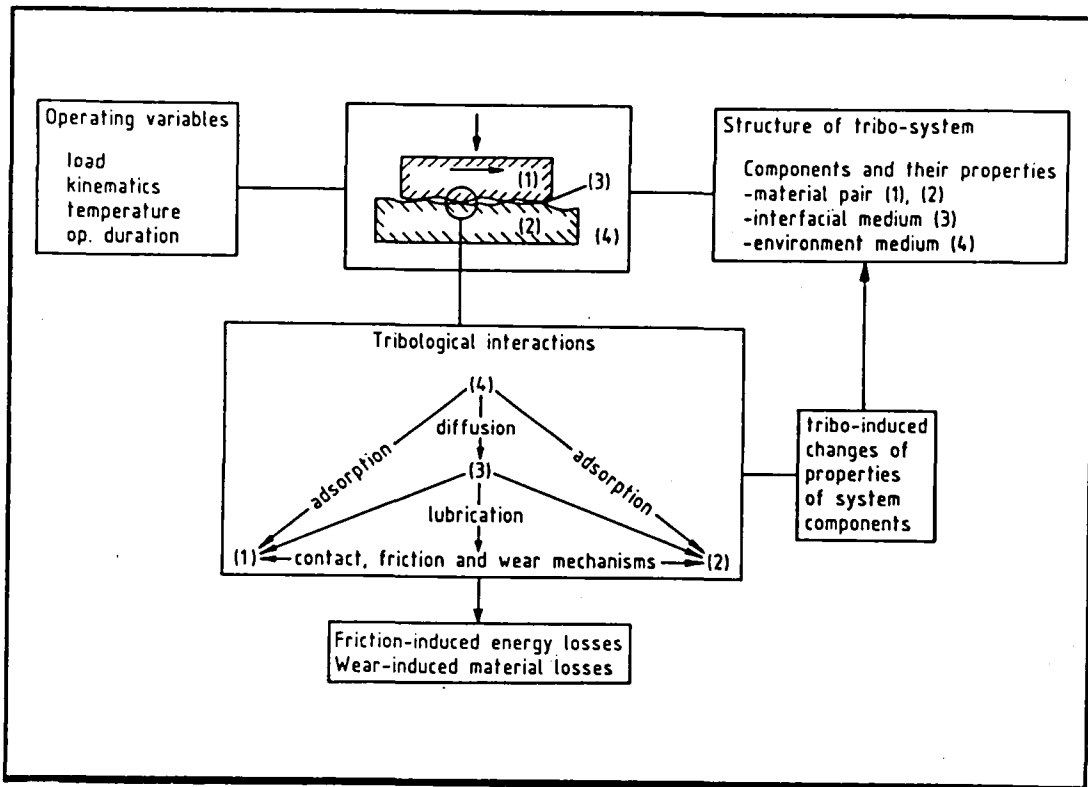 Operating variables
load
kinematics
temperature
op. duration
(1)
(3)
(2)
(4)
Structure of tribo-system
Components and their properties
-material pair (1), (2)
-interfacial medium (3)
-environment medium (4)
Tribological interactions
(4)
diffusion
adsorption
(3)
adsorption
lubrication
(1) contact, friction and wear mechanisms (2)
tribo-induced
changes of
properties
of system
components
Friction-induced energy losses
Wear-induced material losses